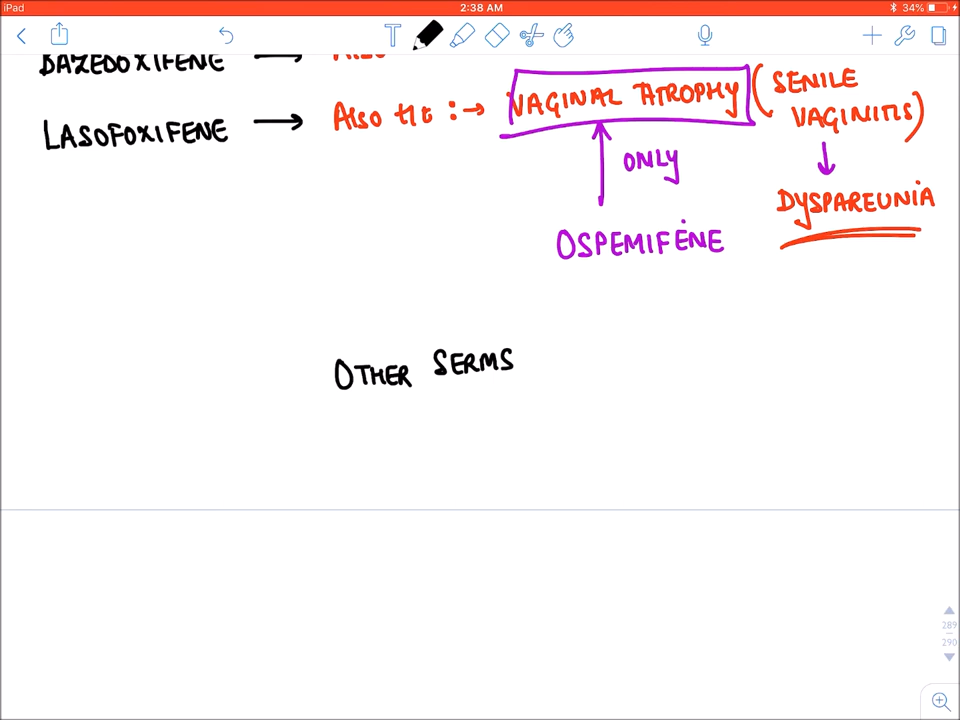 iPad 2:38 AM 34%
T
BAZEDOXIFENE →
LASOFOXIFENE → Also :→ VAGINAL ATROPHY (SENILE VAGINITIS)
ONLY
DYSPAREUNIA
OSPEMIFENE
OTHER SERMS
289
290